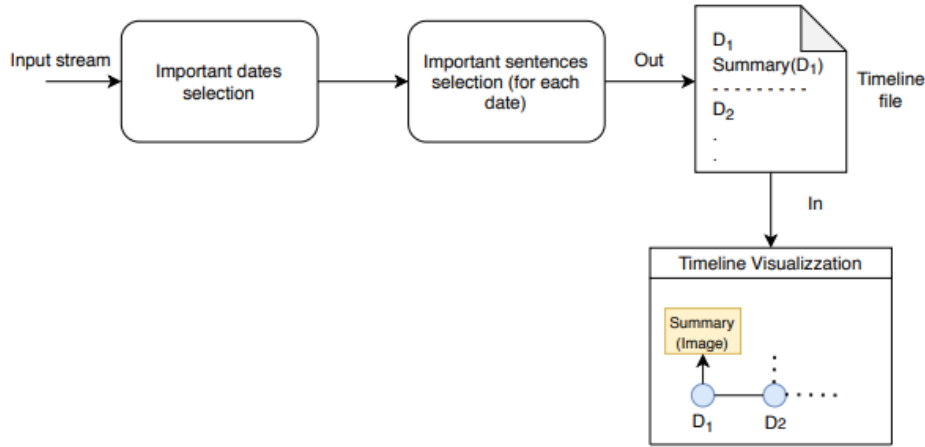 Input stream
Important dates
selection
Important sentences
selection (for each
date)
Out
D₁
Summary(D₁)
- - - - - - - - -
D₂
.
.
Timeline
file
In
Timeline Visualizzation
Summary
(Image)
D₁
D2